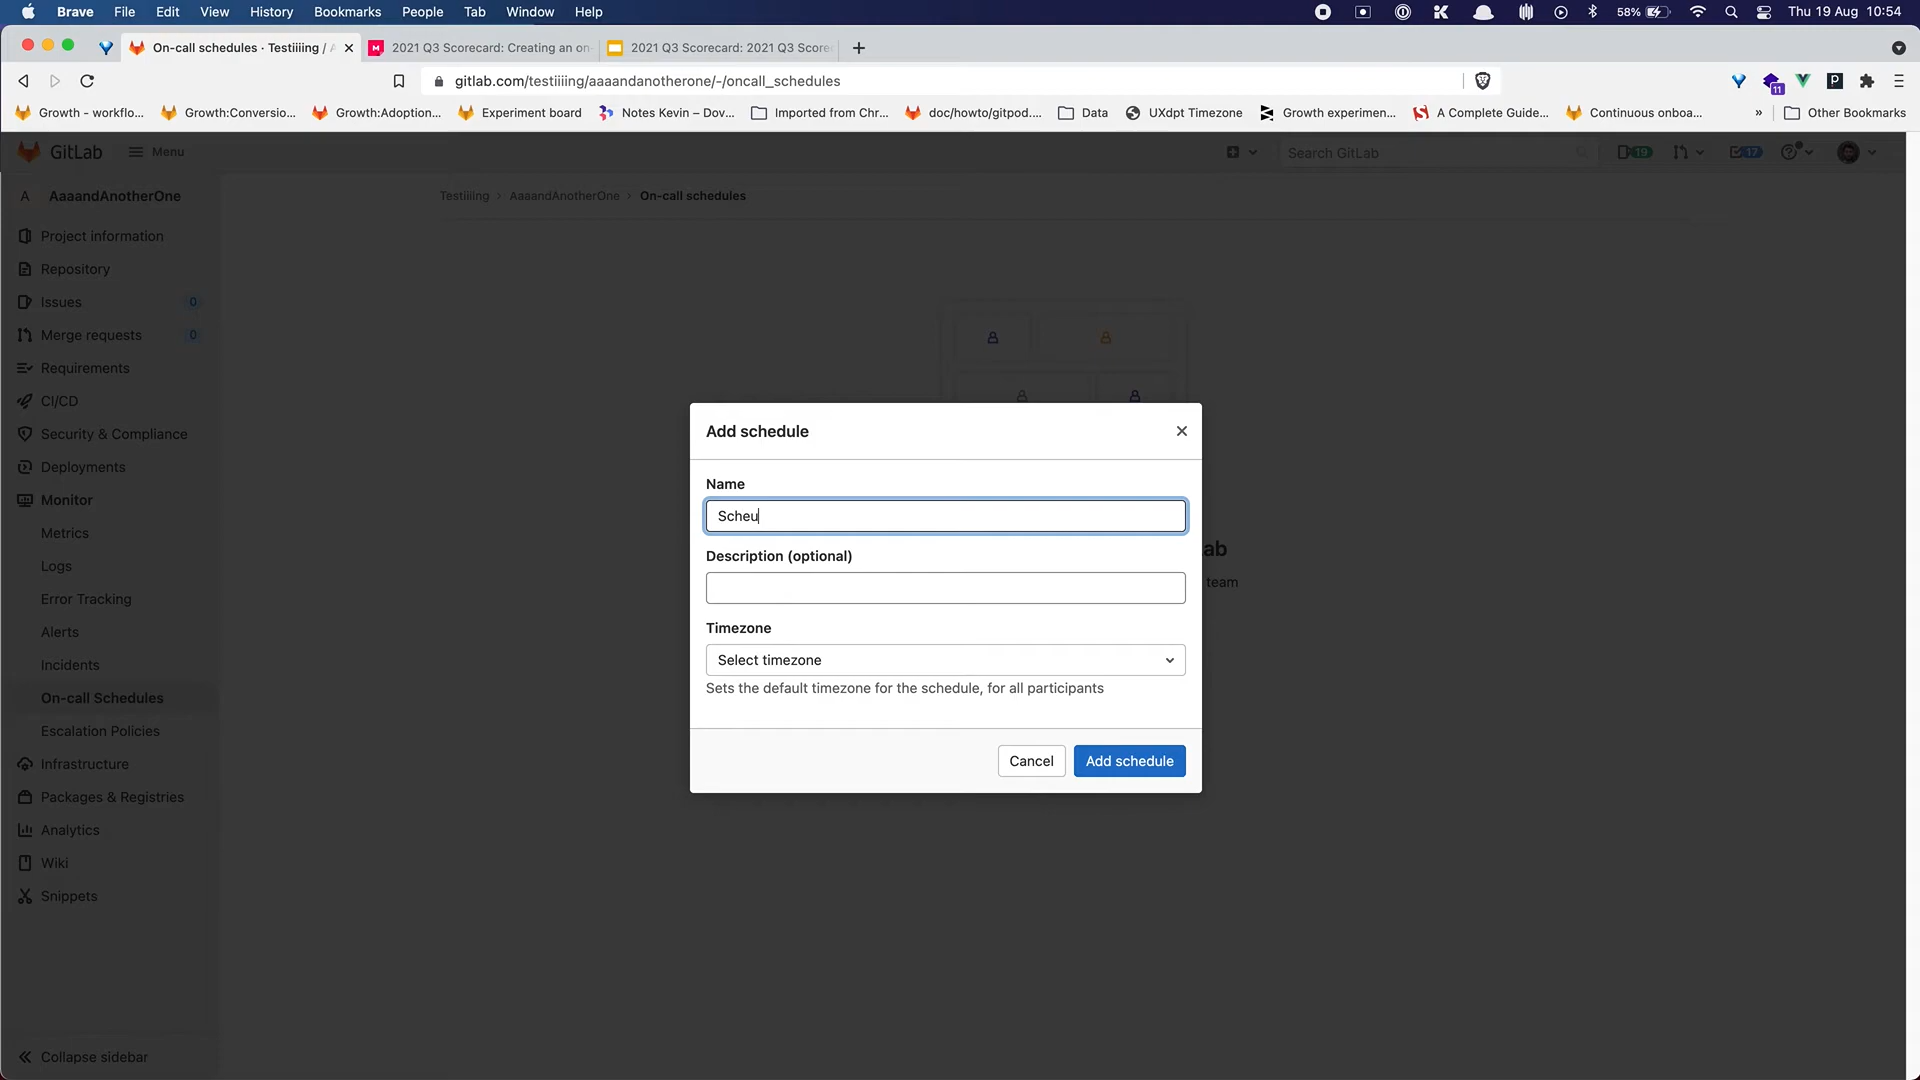 Brave File Edit View History Bookmarks People Tab Window Help 58% Thu 19 Aug 10:54
On-call schedules · Testiiiing / 2021 Q3 Scorecard: Creating an on- 2021 Q3 Scorecard: 2021 Q3 Score
gitlab.com/testiiiing/aaaandanotherone/-/oncall_schedules 11
Growth - workflo... Growth:Conversio... Growth:Adoption... Experiment board Notes Kevin – Dov... Imported from Chr... doc/howto/gitpod.... Data UXdpt Timezone Growth experimen... A Complete Guide... Continuous onboa... » Other Bookmarks
GitLab Menu Search GitLab 19 17
A AaaandAnotherOne
Testiiiing › AaaandAnotherOne › On-call schedules
Project information
Repository
Issues 0
Merge requests 0
Requirements
CI/CD
Security & Compliance
Deployments
Monitor
Metrics
Logs
Error Tracking
Alerts
Incidents
On-call Schedules
Escalation Policies
Infrastructure
Packages & Registries
Analytics
Wiki
Snippets
Collapse sidebar
Add schedule
Name
Scheu
Description (optional)
Timezone
Select timezone
Sets the default timezone for the schedule, for all participants
Cancel Add schedule
ab
team